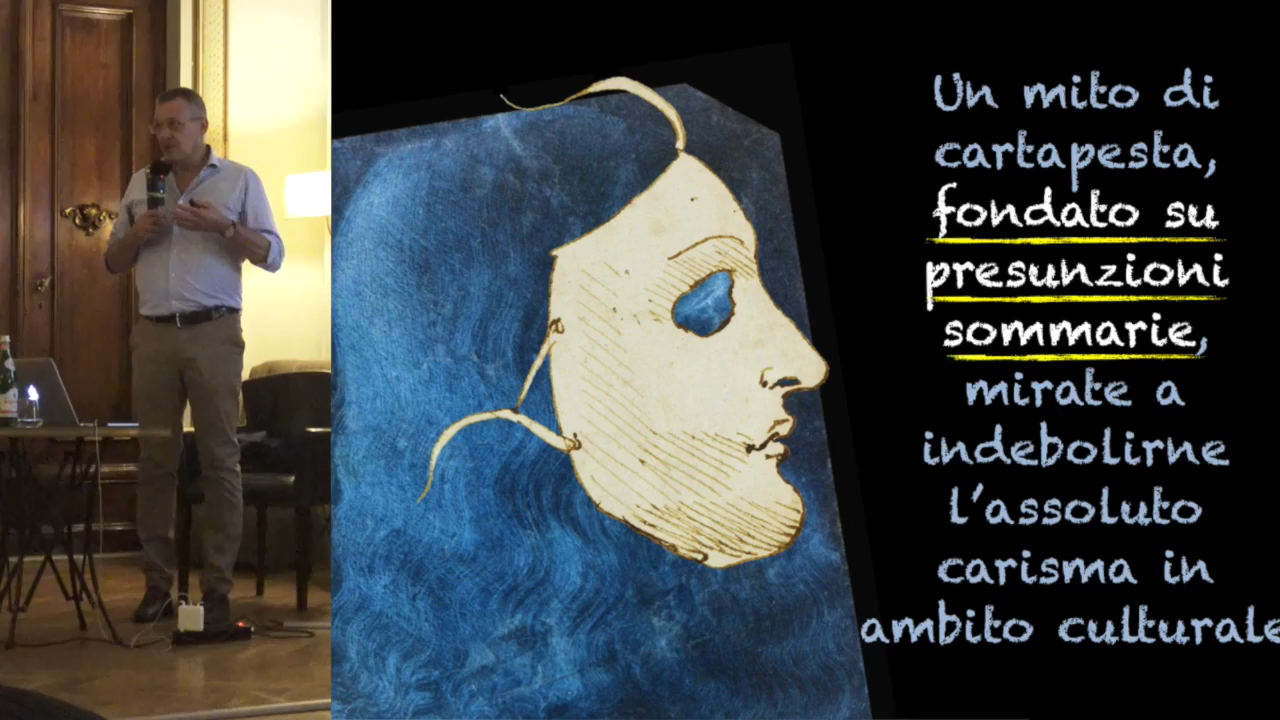 Un mito di
cartapesta,
fondato su
presunzioni
sommarie,
mirate a
indebolirne
l’assoluto
carisma in
ambito culturale